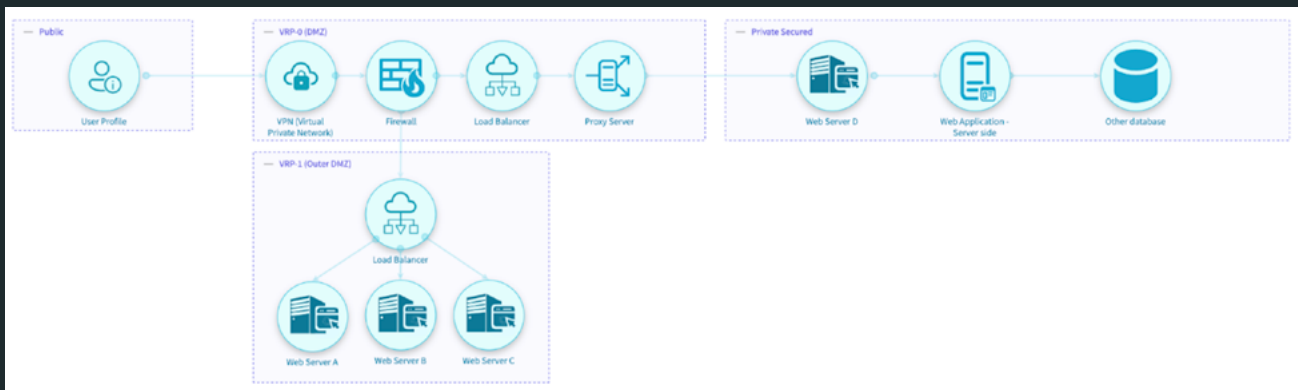 Public
User Profile
VRP-0 (DMZ)
VPN (Virtual
Private Network)
Firewall
Load Balancer
Proxy Server
Private Secured
Web Server D
Web Application -
Server side
Other database
VRP-1 (Outer DMZ)
Load Balancer
Web Server A
Web Server B
Web Server C